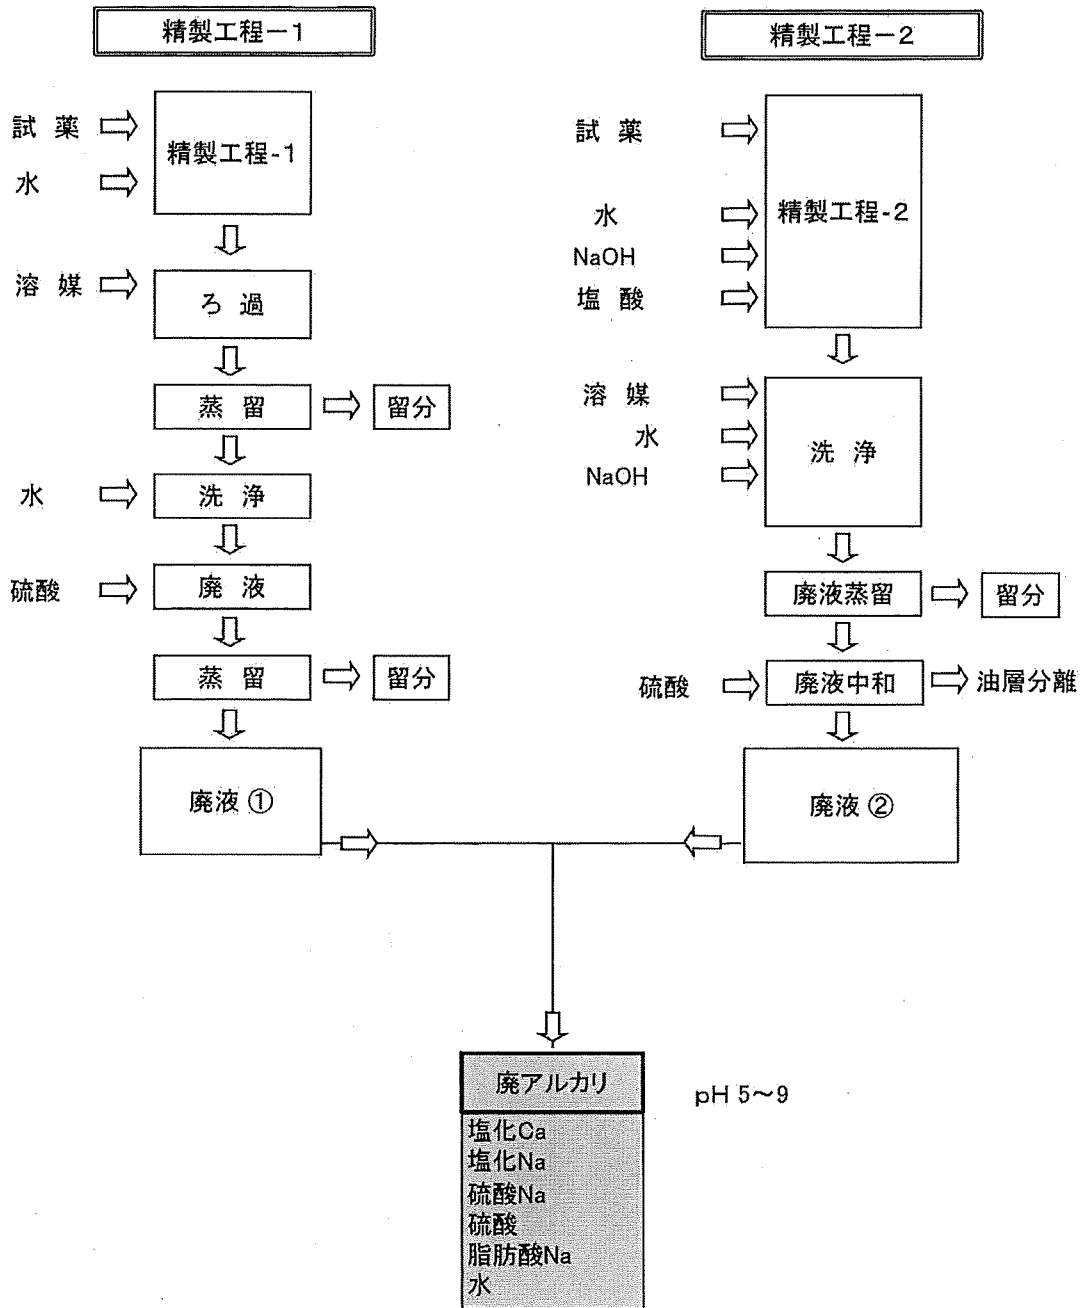 精製工程－1
試薬
水
精製工程-1
溶媒
ろ過
蒸留
留分
水
洗浄
硫酸
廃液
蒸留
留分
廃液①
精製工程－2
試薬
水
NaOH
塩酸
精製工程-2
溶媒
水
NaOH
洗浄
廃液蒸留
留分
硫酸
廃液中和
油層分離
廃液②
廃アルカリ
pH 5～9
塩化Ca
塩化Na
硫酸Na
硫酸
脂肪酸Na
水